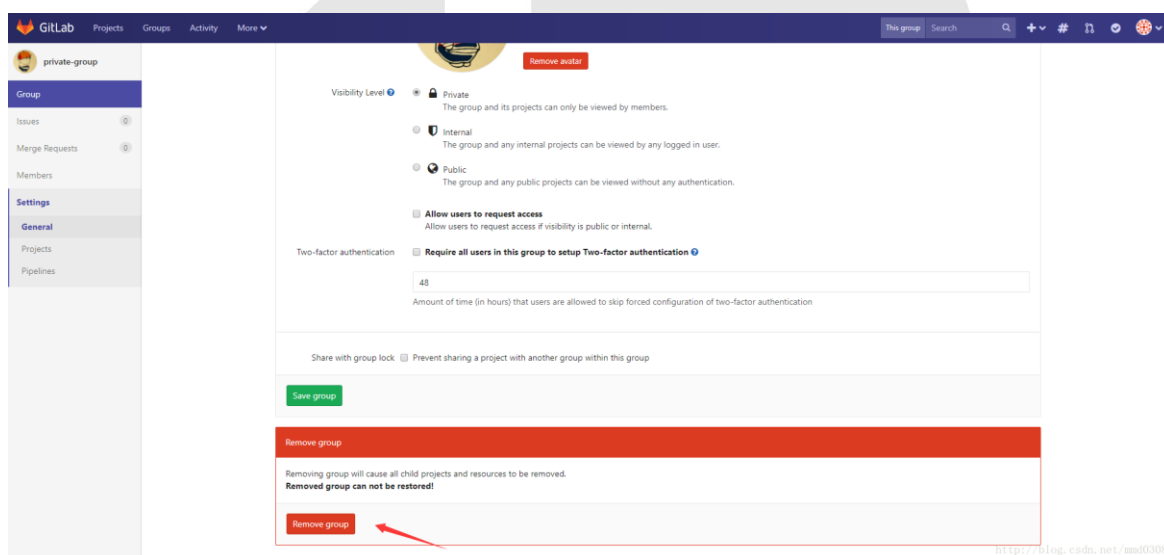 GitLab Projects Groups Activity More This group Search
private-group
Group
Issues 0
Merge Requests 0
Members
Settings
General
Projects
Pipelines
Remove avatar
Visibility Level Private
The group and its projects can only be viewed by members.
Internal
The group and any internal projects can be viewed by any logged in user.
Public
The group and any public projects can be viewed without any authentication.
Allow users to request access
Allow users to request access if visibility is public or internal.
Two-factor authentication Require all users in this group to setup Two-factor authentication
48
Amount of time (in hours) that users are allowed to skip forced configuration of two-factor authentication
Share with group lock Prevent sharing a project with another group within this group
Save group
Remove group
Removing group will cause all child projects and resources to be removed.
Removed group can not be restored!
Remove group
http://blog.csdn.net/mmd0308